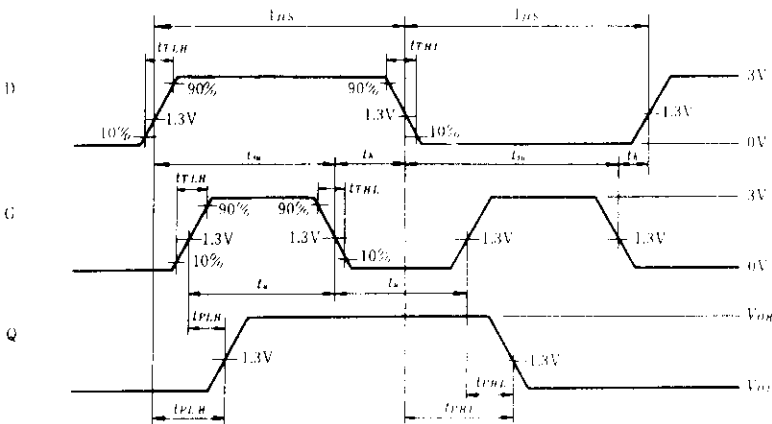 1μs 1μs
tTLH tTHL
D 90% 90% 3V
1.3V 1.3V 1.3V
10% 10% 0V
tsu th tsu th
tTLH tTHL
G 90% 90% 3V
1.3V 1.3V 1.3V 1.3V
10% 10% 0V
tw tw
tPLH VOH
Q
1.3V 1.3V
tPHL VOL
tPLH tPHL